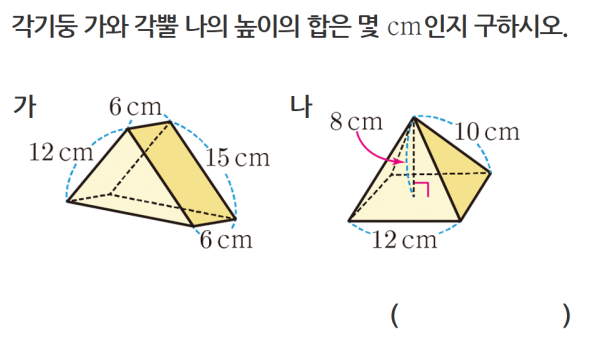 각기둥 가와 각뿔 나의 높이의 합은 몇 cm인지 구하시오.
가
6 cm
12 cm
15 cm
6 cm
나
8 cm
10 cm
12 cm
( )